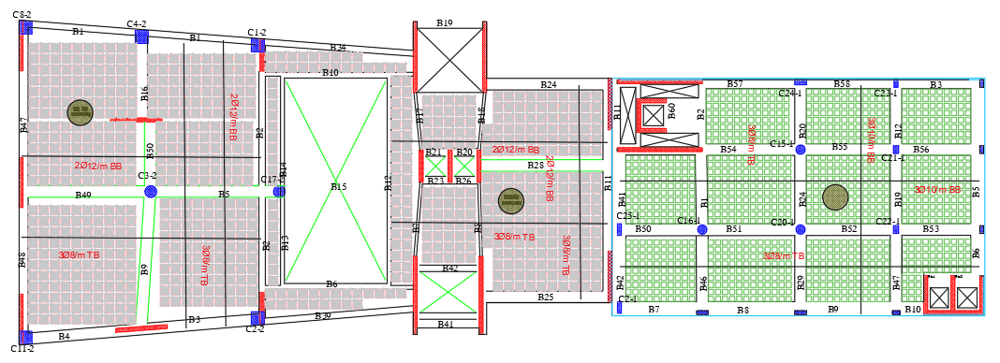 C8-2
C4-2
C1-2
B1
B1
B34
B19
B10
B24
B57
C24-1
B58
C23-1
B3
B47
B16
2Ø12/m BB
B2
B17
B18
B11
B60
B2
3Ø8/m TB
B20
3Ø10/m BB
B12
B50
B21
B20
2Ø12/m BB
B54
C15-1
B55
C21-1
B56
2Ø12/m BB
C3-2
C17-2
B14
B15
B12
B23
B26
B28
2Ø12/m BB
B11
B41
B1
B24
B19
3Ø10/m BB
B5
B49
B5
C25-1
C16-1
C20-1
C22-1
B50
B51
B52
B53
B48
3Ø8/m TB
B9
3Ø8/m TB
B2
B13
3Ø8/m TB
3Ø8/m TB
3Ø8/m TB
B6
B42
B42
B46
B29
B47
B6
C2-1
B25
B7
B8
B9
B10
B3
B39
B41
B4
C2-2
C11-2